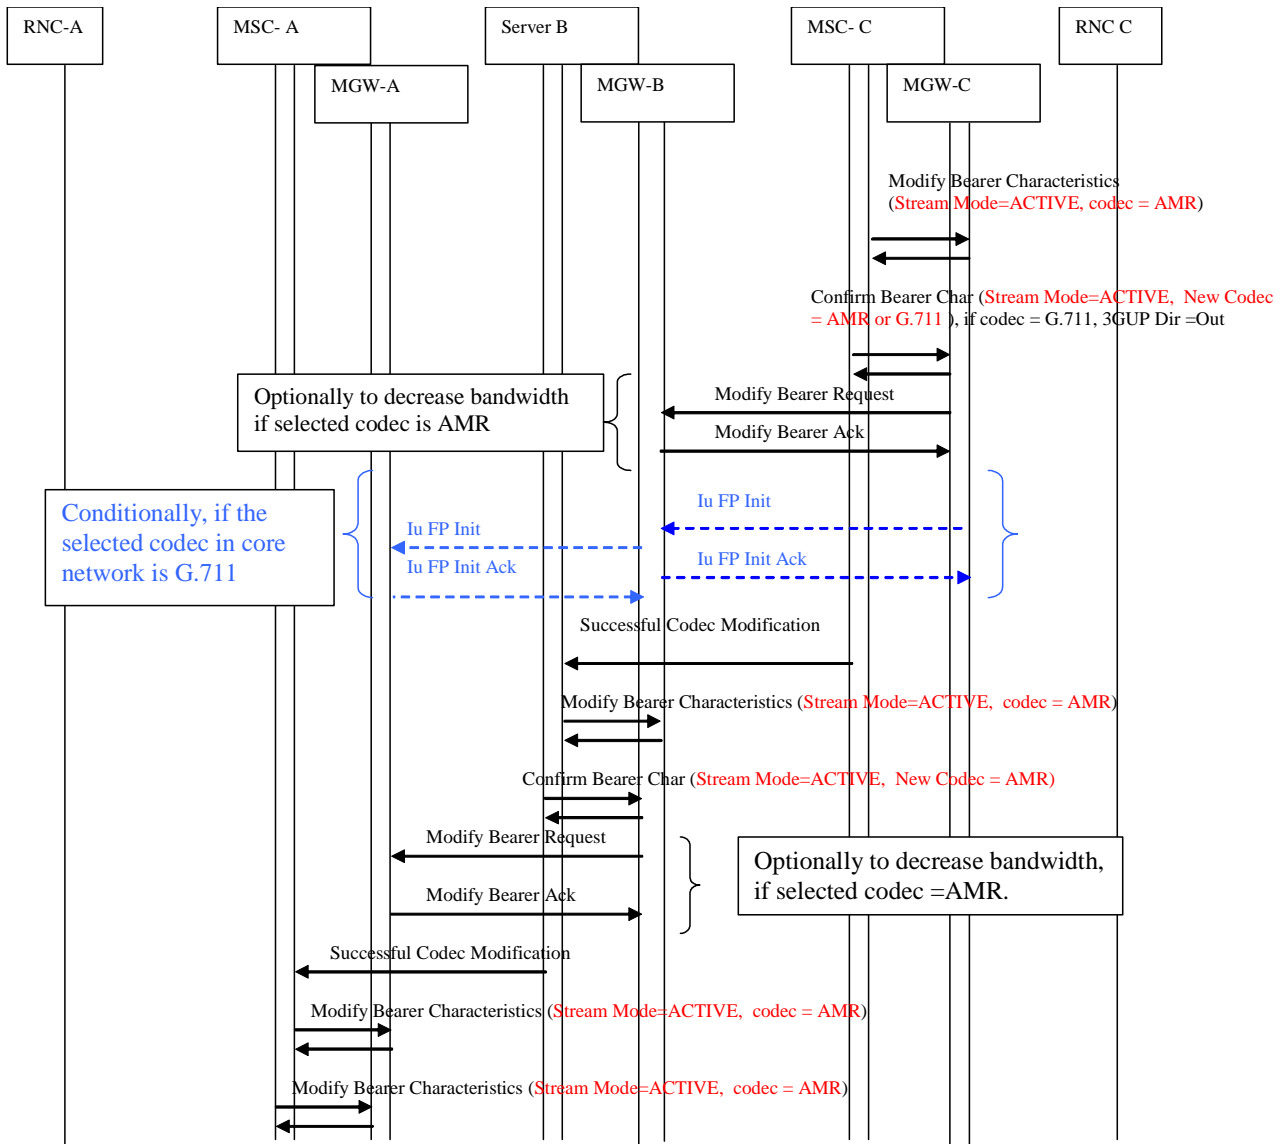 RNC-A
MSC- A
Server B
MSC- C
RNC C
MGW-A
MGW-B
MGW-C
Modify Bearer Characteristics
(Stream Mode=ACTIVE, codec = AMR)
Confirm Bearer Char (Stream Mode=ACTIVE, New Codec
= AMR or G.711 ), if codec = G.711, 3GUP Dir =Out
Optionally to decrease bandwidth
if selected codec is AMR
Modify Bearer Request
Modify Bearer Ack
Conditionally, if the
selected codec in core
network is G.711
Iu FP Init
Iu FP Init
Iu FP Init Ack
Iu FP Init Ack
Successful Codec Modification
Modify Bearer Characteristics (Stream Mode=ACTIVE, codec = AMR)
Confirm Bearer Char (Stream Mode=ACTIVE, New Codec = AMR)
Modify Bearer Request
Optionally to decrease bandwidth,
if selected codec =AMR.
Modify Bearer Ack
Successful Codec Modification
Modify Bearer Characteristics (Stream Mode=ACTIVE, codec = AMR)
Modify Bearer Characteristics (Stream Mode=ACTIVE, codec = AMR)